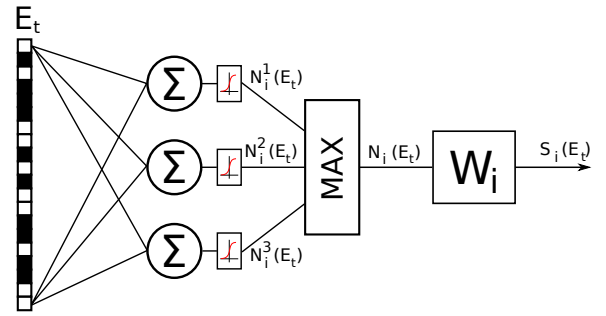 E_t
Σ
N_i^1(E_t)
Σ
N_i^2(E_t)
Σ
N_i^3(E_t)
MAX
N_i(E_t)
W_i
S_i(E_t)